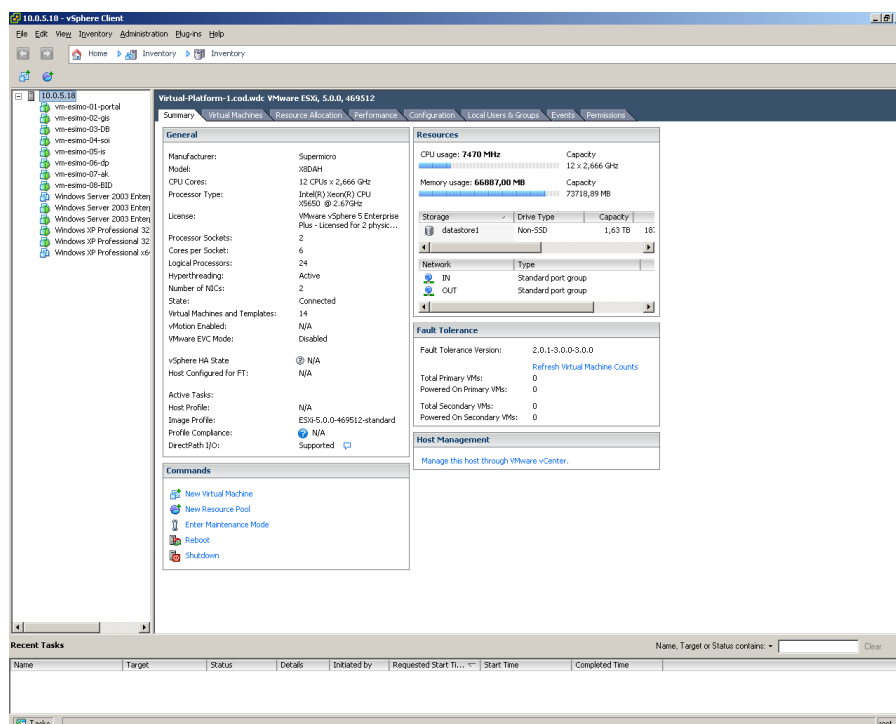 10.0.5.18 - vSphere Client
File Edit View Inventory Administration Plug-ins Help
Home Inventory Inventory
10.0.5.18
vm-esimo-01-portal
vm-esimo-02-gis
vm-esimo-03-DB
vm-esimo-04-soi
vm-esimo-05-is
vm-esimo-06-dp
vm-esimo-07-ak
vm-esimo-08-BID
Windows Server 2003 Enterp
Windows Server 2003 Enterp
Windows Server 2003 Enterp
Windows XP Professional 32
Windows XP Professional 32
Windows XP Professional x6
Virtual-Platform-1.cod.wdc VMware ESXi, 5.0.0, 469512
Summary Virtual Machines Resource Allocation Performance Configuration Local Users & Groups Events Permissions
General
Manufacturer: Supermicro
Model: X8DAH
CPU Cores: 12 CPUs x 2,666 GHz
Processor Type: Intel(R) Xeon(R) CPU
X5650 @ 2.67GHz
License: VMware vSphere 5 Enterprise
Plus - Licensed for 2 physic...
Processor Sockets: 2
Cores per Socket: 6
Logical Processors: 24
Hyperthreading: Active
Number of NICs: 2
State: Connected
Virtual Machines and Templates: 14
vMotion Enabled: N/A
VMware EVC Mode: Disabled
vSphere HA State N/A
Host Configured for FT: N/A
Active Tasks:
Host Profile: N/A
Image Profile: ESXi-5.0.0-469512-standard
Profile Compliance: N/A
DirectPath I/O: Supported
Commands
New Virtual Machine
New Resource Pool
Enter Maintenance Mode
Reboot
Shutdown
Resources
CPU usage: 7470 MHz Capacity
12 x 2,666 GHz
Memory usage: 66887,00 MB Capacity
73718,89 MB
Storage Drive Type Capacity
datastore1 Non-SSD 1,63 TB 187
Network Type
IN Standard port group
OUT Standard port group
Fault Tolerance
Fault Tolerance Version: 2.0.1-3.0.0-3.0.0
Refresh Virtual Machine Counts
Total Primary VMs: 0
Powered On Primary VMs: 0
Total Secondary VMs: 0
Powered On Secondary VMs: 0
Host Management
Manage this host through VMware vCenter.
Recent Tasks
Name, Target or Status contains: Clear
Name Target Status Details Initiated by Requested Start Ti... Start Time Completed Time
Tasks root